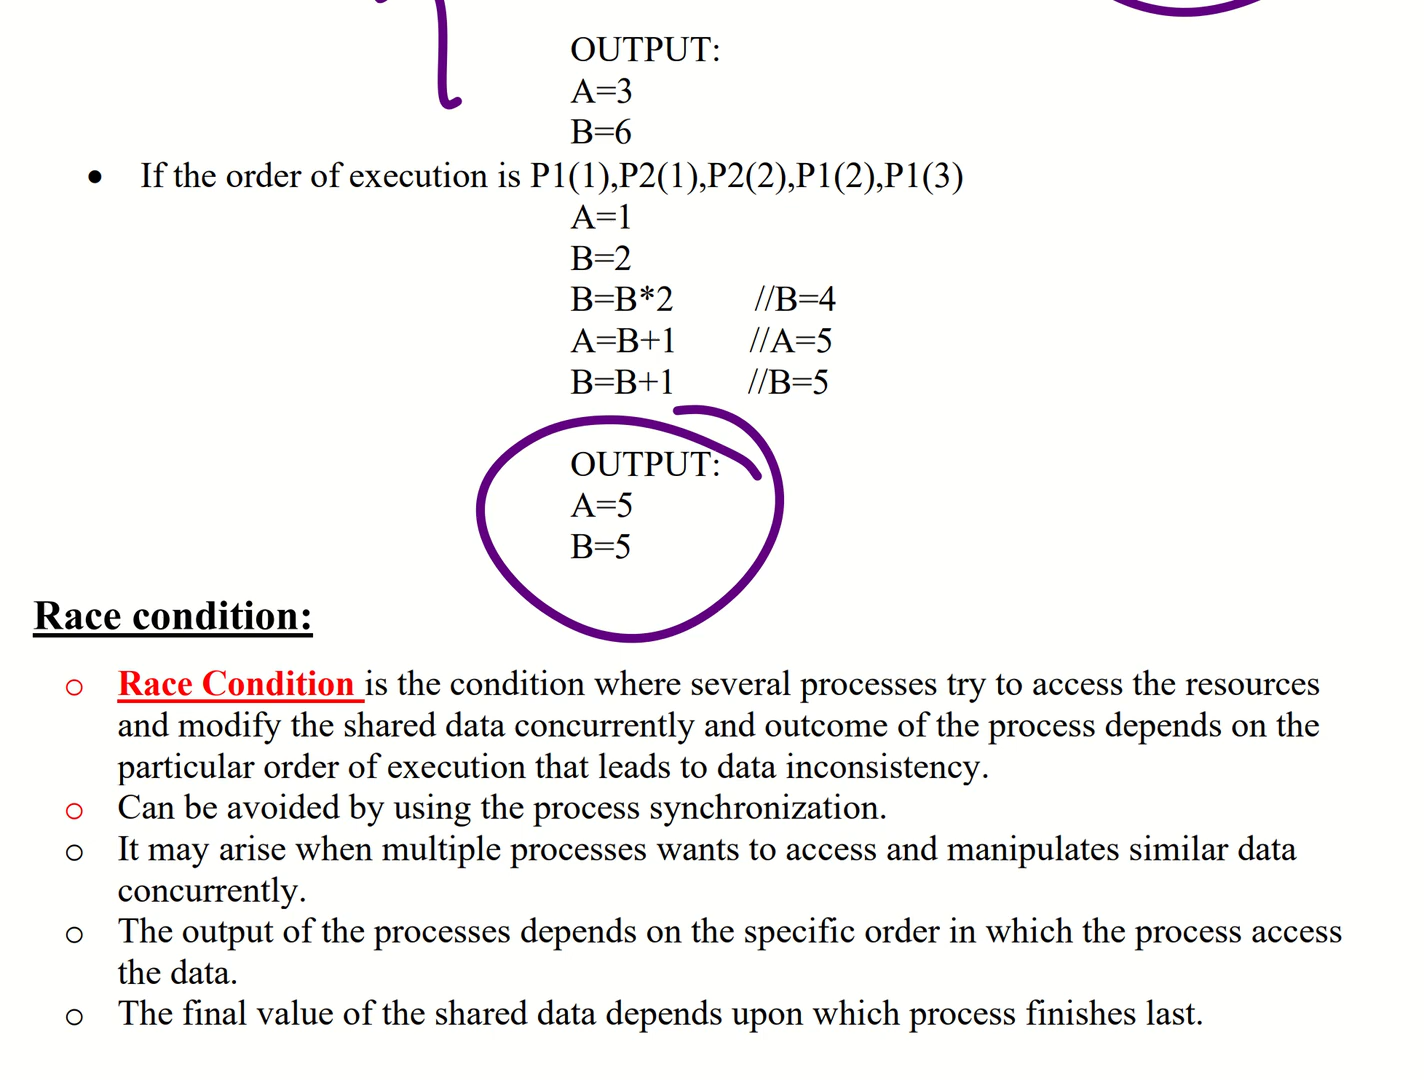 OUTPUT:
A=3
B=6
• If the order of execution is P1(1),P2(1),P2(2),P1(2),P1(3)
A=1
B=2
B=B*2 //B=4
A=B+1 //A=5
B=B+1 //B=5
OUTPUT:
A=5
B=5
Race condition:
o Race Condition is the condition where several processes try to access the resources
and modify the shared data concurrently and outcome of the process depends on the
particular order of execution that leads to data inconsistency.
o Can be avoided by using the process synchronization.
o It may arise when multiple processes wants to access and manipulates similar data
concurrently.
o The output of the processes depends on the specific order in which the process access
the data.
o The final value of the shared data depends upon which process finishes last.